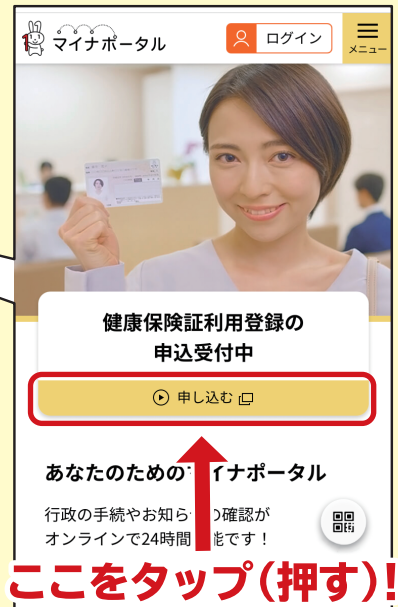 マイナポータル
ログイン
メニュー
健康保険証利用登録の
申込受付中
申し込む
あなたのための イナポータル
行政の手続やお知ら の確認が
オンラインで24時間 能です！
ここをタップ（押す）！